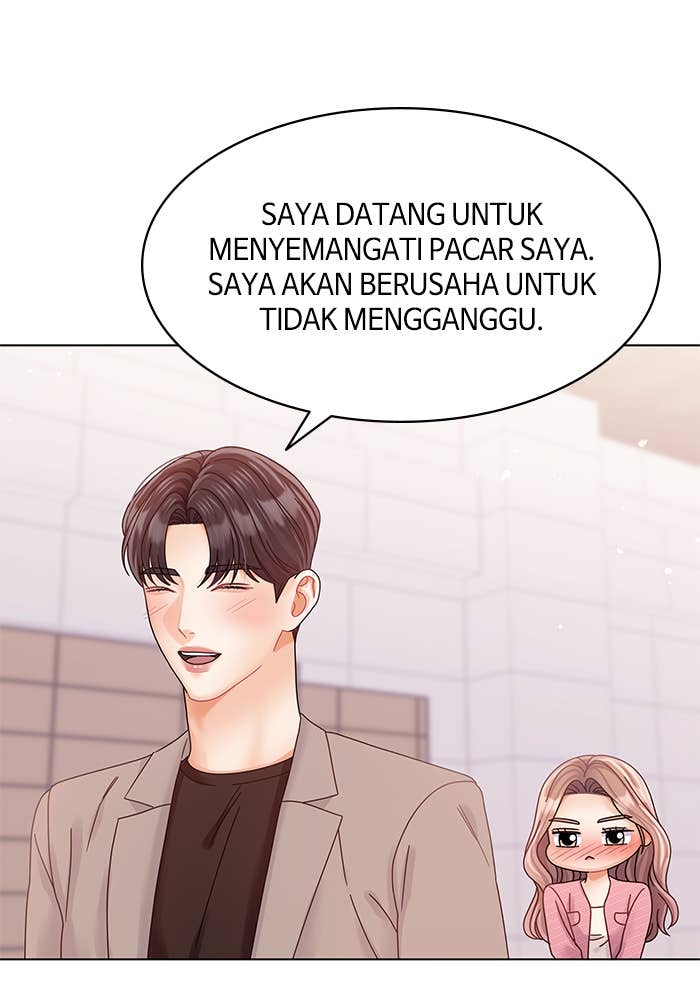 SAYA DATANG UNTUK
MENYEMANGATI PACAR SAYA.
SAYA AKAN BERUSAHA UNTUK
TIDAK MENGGANGGU.